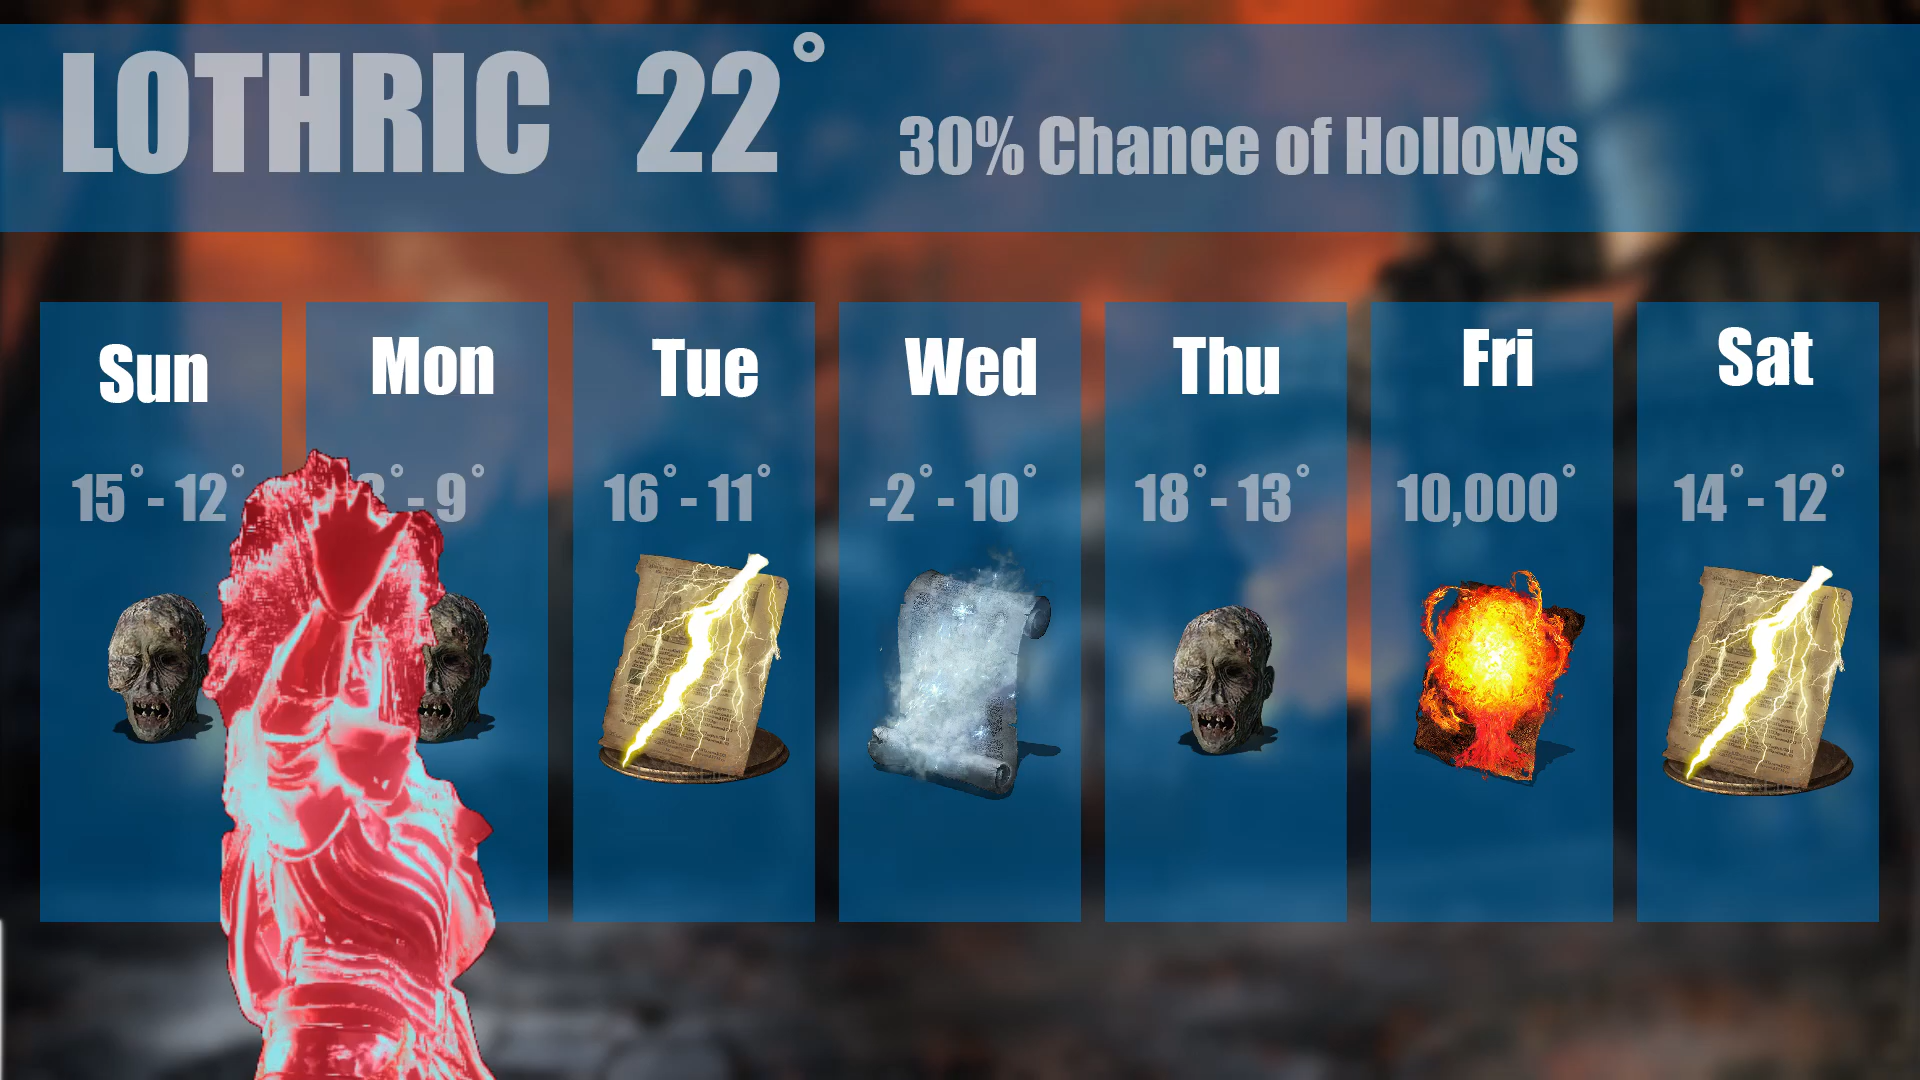 LOTHRIC 22°
30% Chance of Hollows
Sun Mon Tue Wed Thu Fri Sat
15° - 12° - 9° 16° - 11° -2° - 10° 18° - 13° 10,000° 14° - 12°